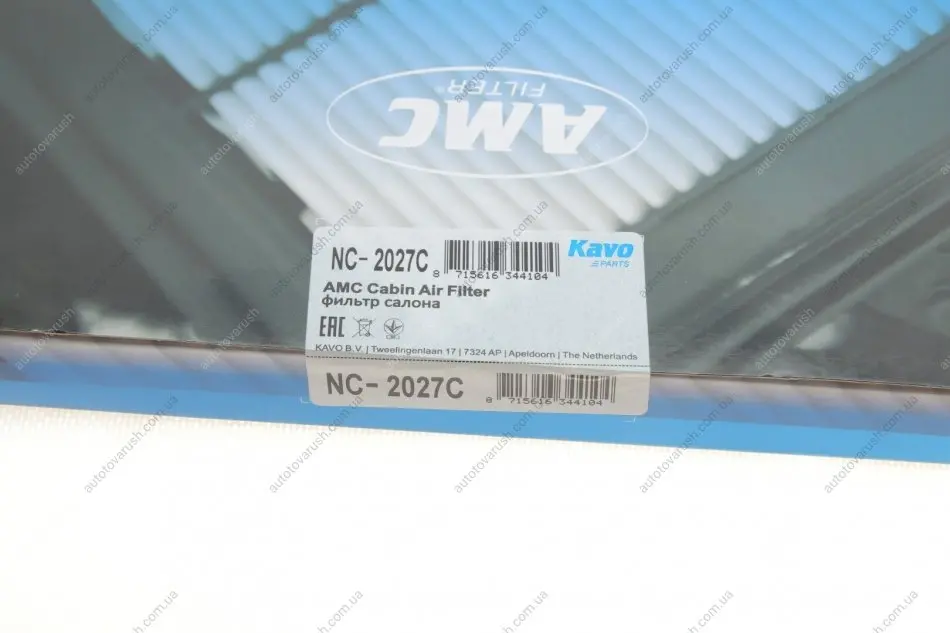 AMC
FILTER®
NC- 2027C
8 715616 344104
Kavo
PARTS
AMC Cabin Air Filter
фильтр салона
EAC
KAVO B.V. | Tweelingenlaan 17 | 7324 AP | Apeldoorn | The Netherlands
NC- 2027C
8 715616 344104
autotovarush.com.ua